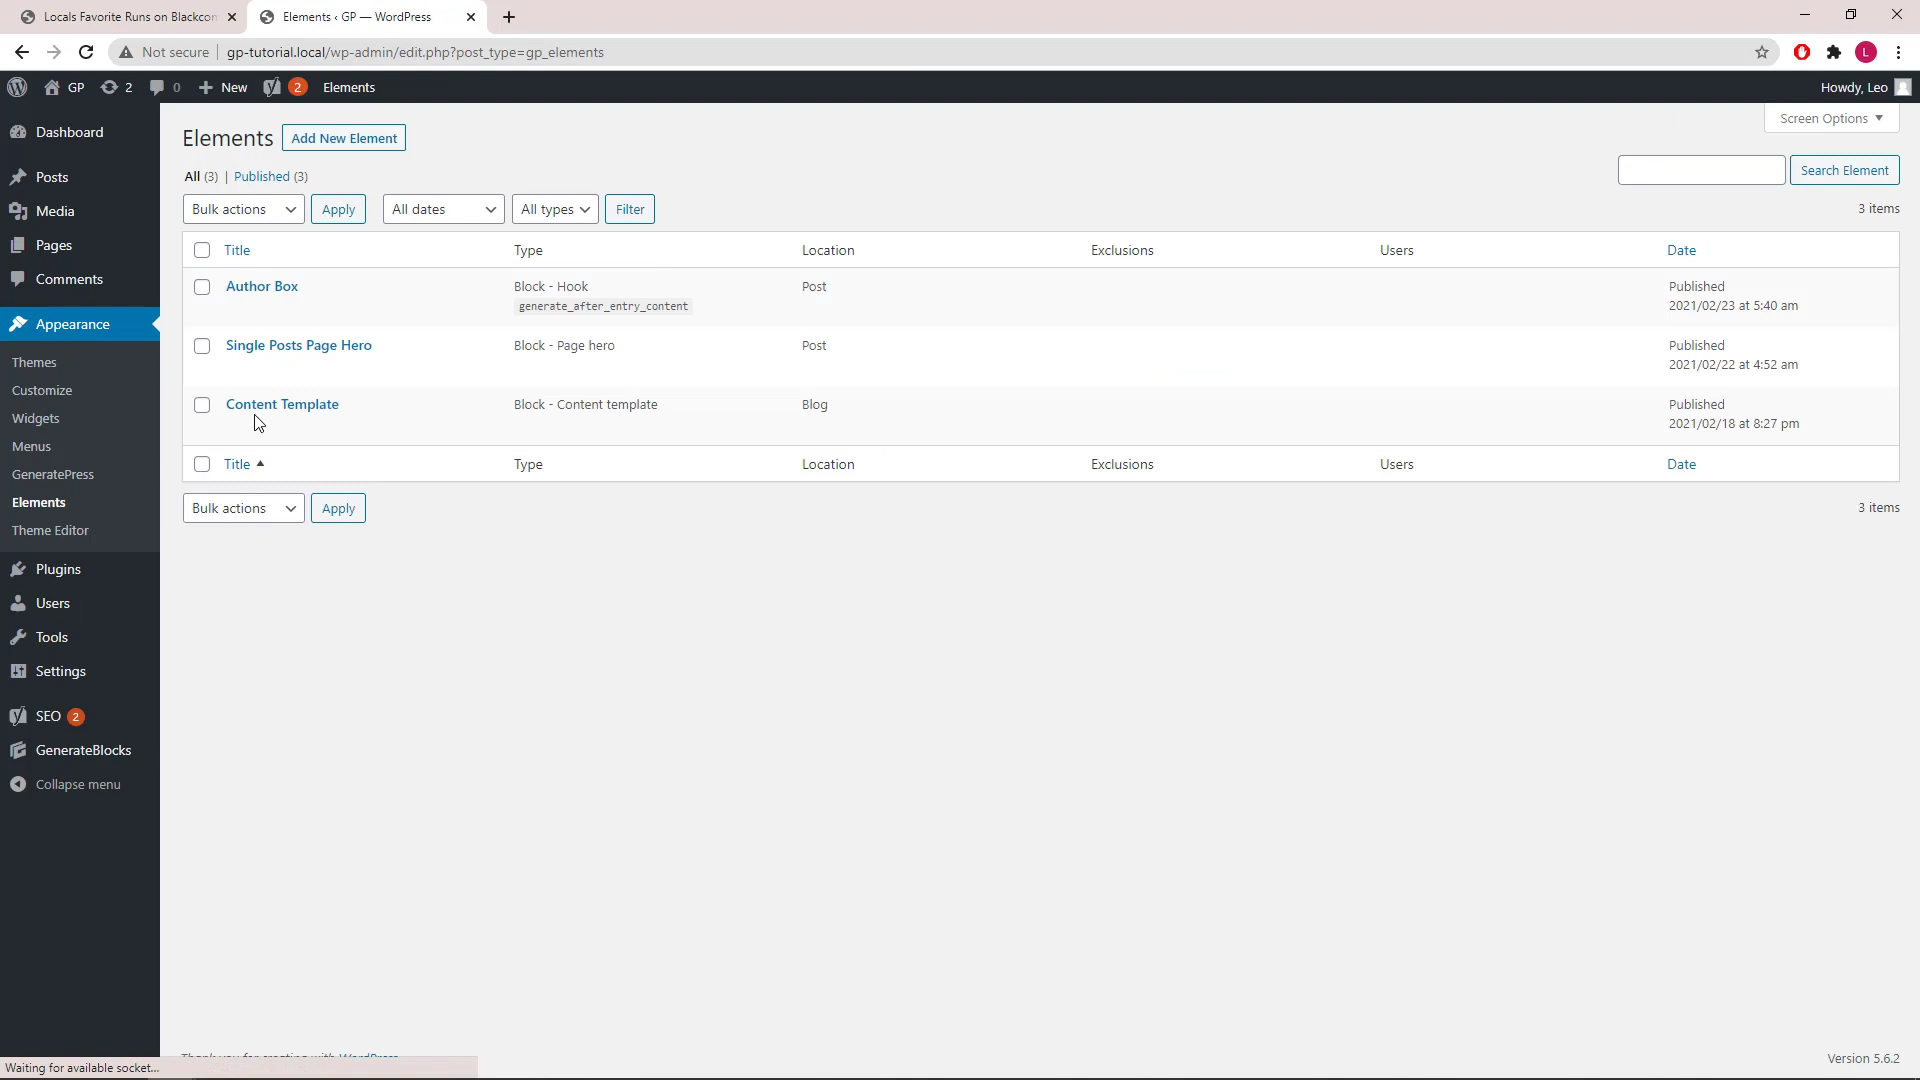 Locals Favorite Runs on Blackcom
Elements ‹ GP — WordPress
Not secure
gp-tutorial.local/wp-admin/edit.php?post_type=gp_elements
L
GP 2 0 New 2 Elements
Howdy, Leo
Dashboard
Posts
Media
Pages
Comments
Appearance
Themes
Customize
Widgets
Menus
GeneratePress
Elements
Theme Editor
Plugins
Users
Tools
Settings
SEO 2
GenerateBlocks
Collapse menu
Screen Options
Elements Add New Element
All (3) | Published (3)
Search Element
Bulk actions Apply All dates All types Filter 3 items
Title Type Location Exclusions Users Date
Author Box Block - Hook Post Published
generate_after_entry_content 2021/02/23 at 5:40 am
Single Posts Page Hero Block - Page hero Post Published
2021/02/22 at 4:52 am
Content Template Block - Content template Blog Published
2021/02/18 at 8:27 pm
Title Type Location Exclusions Users Date
Bulk actions Apply 3 items
Thank you for creating with WordPress.
Version 5.6.2
Waiting for available socket...